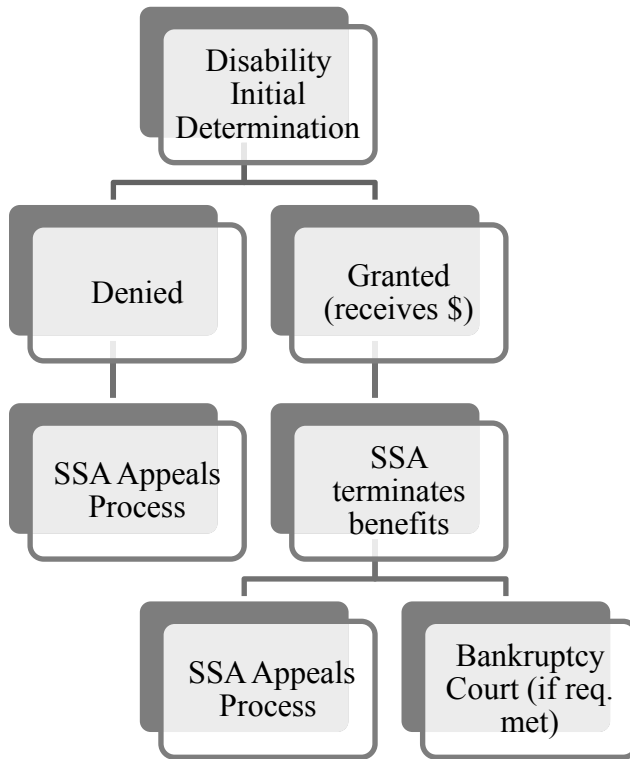 Disability
Initial
Determination
Denied
Granted
(receives $)
SSA Appeals
Process
SSA
terminates
benefits
SSA Appeals
Process
Bankruptcy
Court (if req.
met)